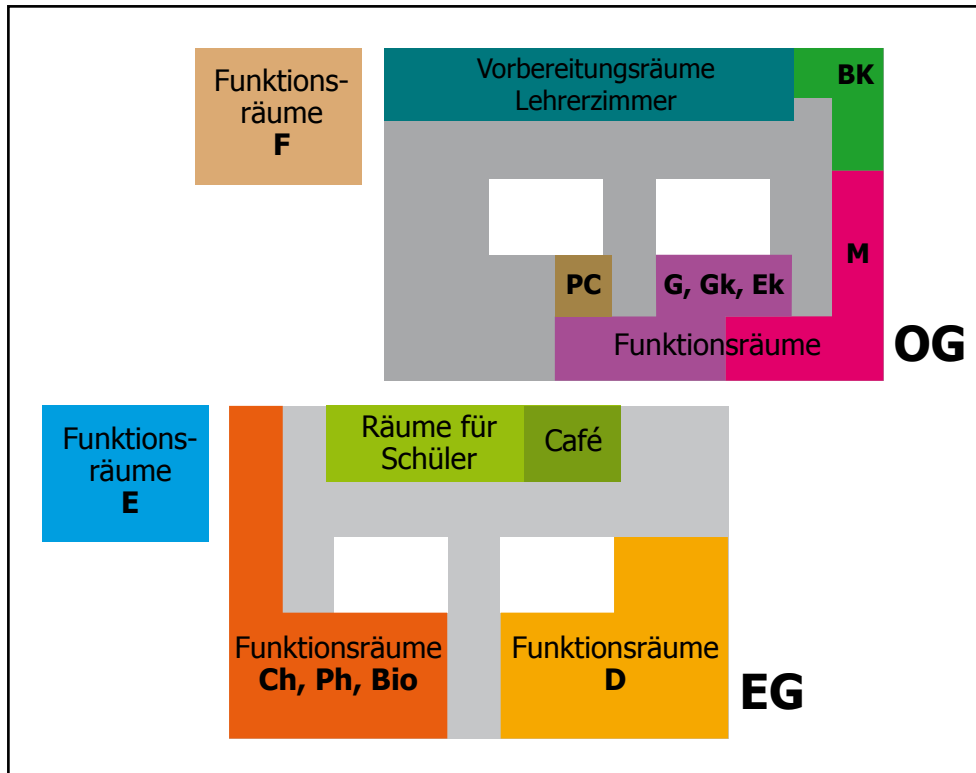 Funktions-
räume
F
Vorbereitungsräume
Lehrerzimmer
BK
M
PC
G, Gk, Ek
Funktionsräume
OG
Funktions-
räume
E
Räume für
Schüler
Café
Funktionsräume
Ch, Ph, Bio
Funktionsräume
D
EG